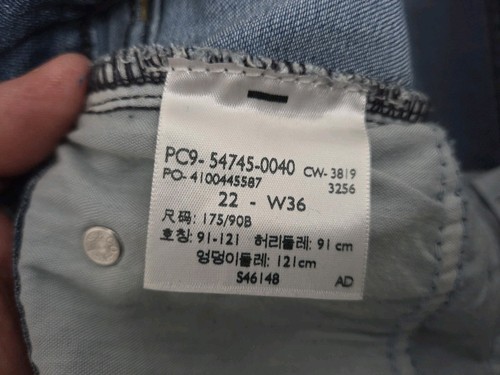 PC9- 54745-0040 CW-3819
PO-4100445587 3256
22 - W36
尺码: 175/90B
호칭: 91-121 허리둘레: 91 cm
엉덩이둘레: 121cm
S46148 AD